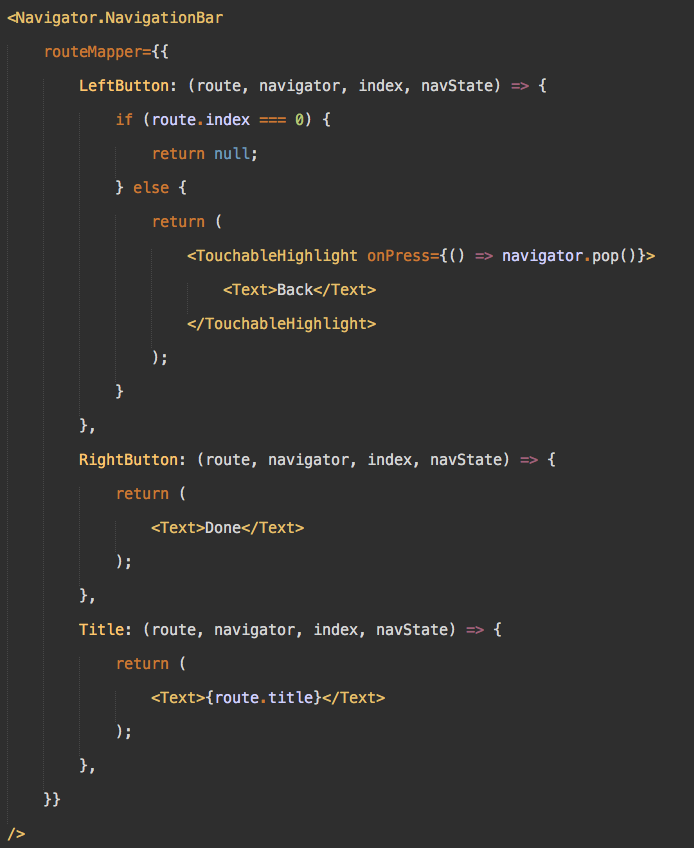 <Navigator.NavigationBar
    routeMapper={{
        LeftButton: (route, navigator, index, navState) => {
            if (route.index === 0) {
                return null;
            } else {
                return (
                    <TouchableHighlight onPress={() => navigator.pop()}>
                        <Text>Back</Text>
                    </TouchableHighlight>
                );
            }
        },
        RightButton: (route, navigator, index, navState) => {
            return (
                <Text>Done</Text>
            );
        },
        Title: (route, navigator, index, navState) => {
            return (
                <Text>{route.title}</Text>
            );
        },
    }}
/>